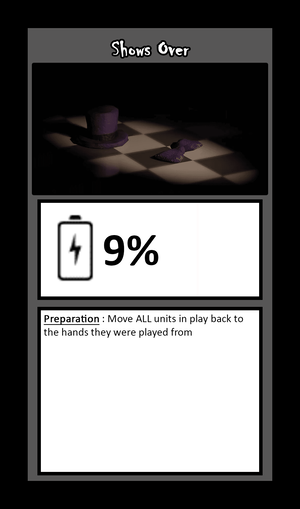 Shows Over
9%
Preparation : Move ALL units in play back to
the hands they were played from